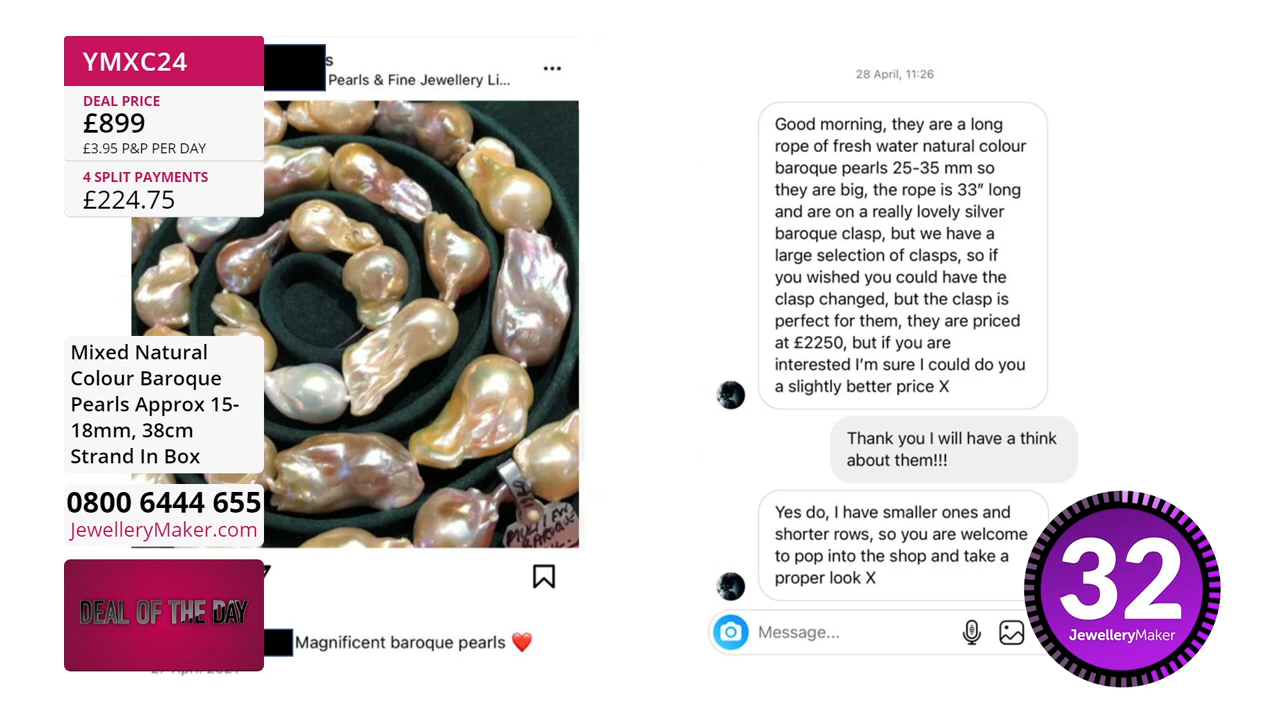 YMXC24
DEAL PRICE
£899
£3.95 P&P PER DAY
4 SPLIT PAYMENTS
£224.75
s
Pearls & Fine Jewellery Li...
Mixed Natural
Colour Baroque
Pearls Approx 15-
18mm, 38cm
Strand In Box
0800 6444 655
JewelleryMaker.com
DEAL OF THE DAY
Magnificent baroque pearls ❤️
28 April, 11:26
Good morning, they are a long
rope of fresh water natural colour
baroque pearls 25-35 mm so
they are big, the rope is 33” long
and are on a really lovely silver
baroque clasp, but we have a
large selection of clasps, so if
you wished you could have the
clasp changed, but the clasp is
perfect for them, they are priced
at £2250, but if you are
interested I’m sure I could do you
a slightly better price X
Thank you I will have a think
about them!!!
Yes do, I have smaller ones and
shorter rows, so you are welcome
to pop into the shop and take a
proper look X
Message...
32
JewelleryMaker